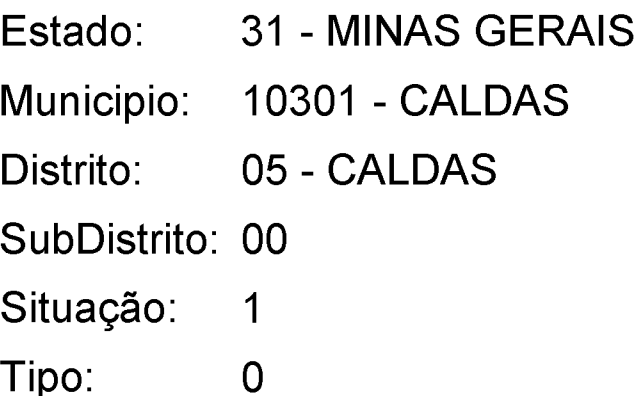 Estado: 31 - MINAS GERAIS
Municipio: 10301 - CALDAS
Distrito: 05 - CALDAS
SubDistrito: 00
Situação: 1
Tipo: 0